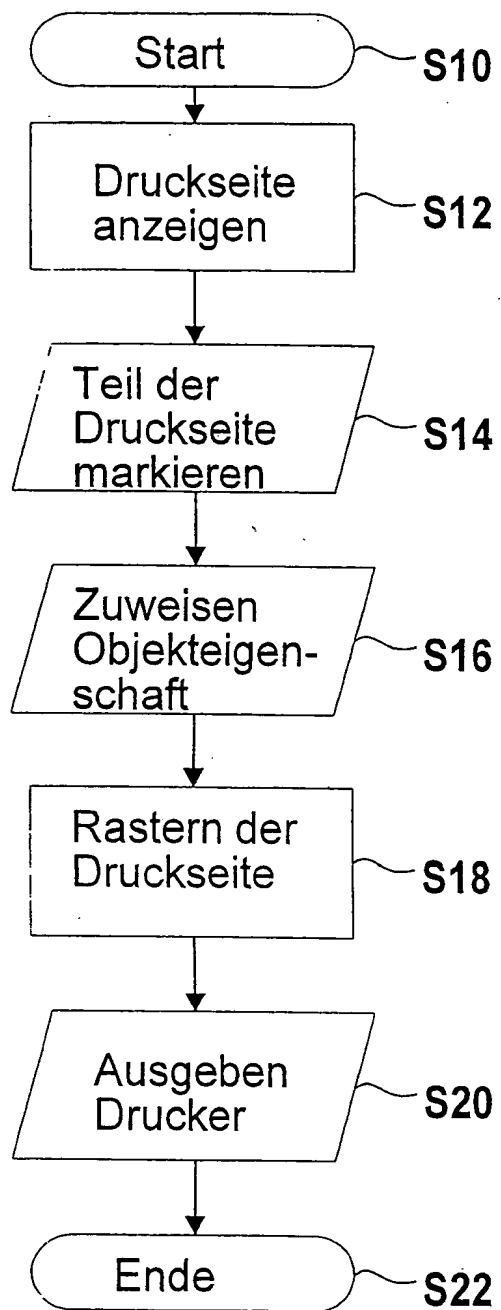 Start
S10
Druckseite
anzeigen
S12
Teil der
Druckseite
markieren
S14
Zuweisen
Objekteigen-
schaft
S16
Rastern der
Druckseite
S18
Ausgeben
Drucker
S20
Ende
S22